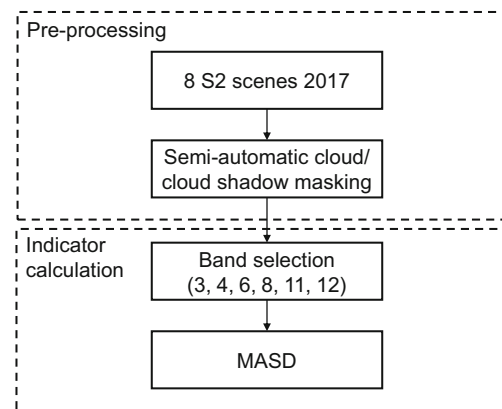 Pre-processing
8 S2 scenes 2017
Semi-automatic cloud/
cloud shadow masking
Indicator
calculation
Band selection
(3, 4, 6, 8, 11, 12)
MASD